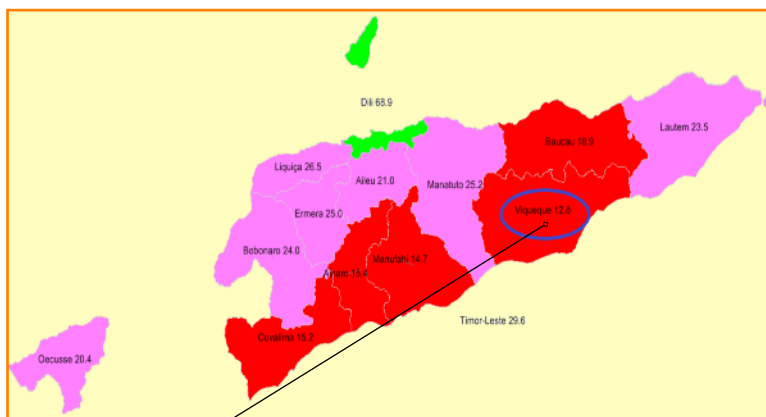 Dili 68.9
Baucau 18.9
Lautem 23.5
Liquiça 26.5
Aileu 21.0
Manatuto 25.2
Ermera 25.0
Viqueque 12.6
Bobonaro 24.0
Ainaro 15.4
Manufahi 14.7
Timor-Leste 29.6
Covalima 15.2
Oecusse 20.4